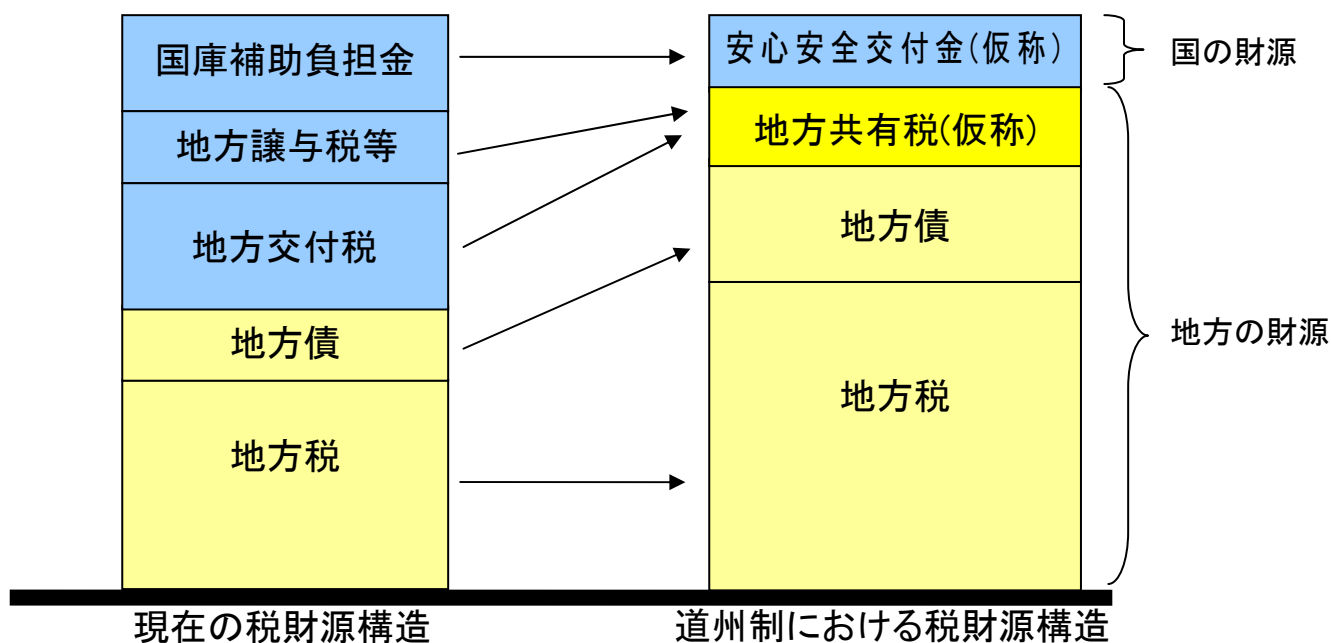 国庫補助負担金
地方譲与税等
地方交付税
地方債
地方税
現在の税財源構造
安心安全交付金(仮称)
地方共有税(仮称)
地方債
地方税
道州制における税財源構造
国の財源
地方の財源